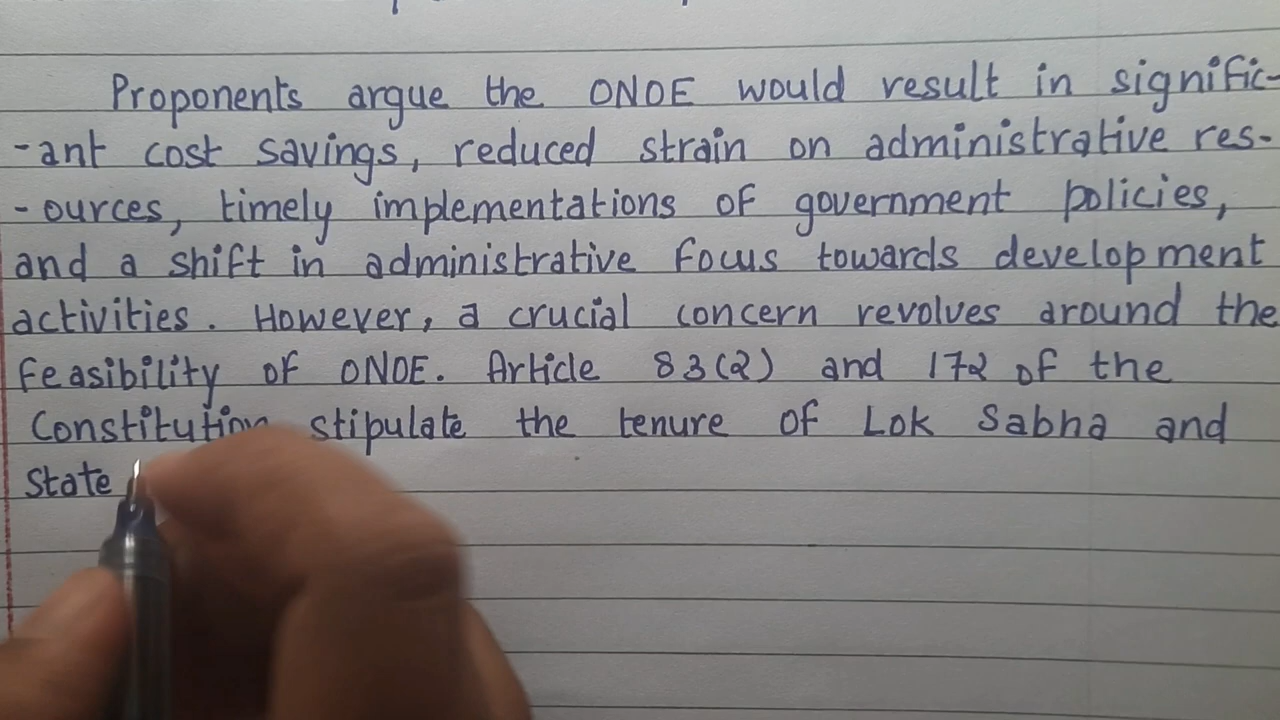 Proponents argue the ONOE would result in signific-
-ant cost savings, reduced strain on administrative res-
-ources, timely implementations of government policies,
and a shift in administrative focus towards development
activities. However, a crucial concern revolves around the
feasibility of ONOE. Article 83(2) and 172 of the
Constitution stipulate the tenure of Lok Sabha and
State